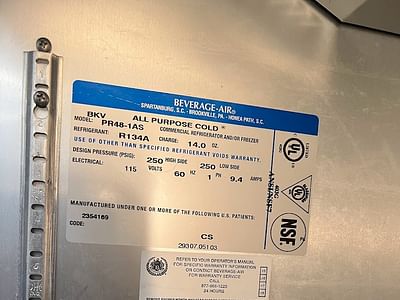 BEVERAGE-AIR®
SPARTANBURG, S.C. - BROOKVILLE, PA. - HONEA PATH, S.C.
BKV ALL PURPOSE COLD®
MODEL: PR48-1AS COMMERCIAL REFRIGERATOR AND/OR FREEZER
REFRIGERANT: R134A CHARGE: 14.0 OZ.
USE OF OTHER THAN SPECIFIED REFRIGERANT VOIDS WARRANTY.
DESIGN PRESSURE (PSIG): 250 HIGH SIDE 250 LOW SIDE
ELECTRICAL: 115 VOLTS 60 HZ 1 PH 9.4 AMPS
MANUFACTURED UNDER ONE OR MORE OF THE FOLLOWING U.S. PATENTS:
2354169
CODE:
CS
29307.05103
UL
NSF
REFER TO YOUR OPERATOR'S MANUAL
FOR SPECIFIC WARRANTY INFORMATION
OR CONTACT BEVERAGE-AIR
FOR WARRANTY SERVICE
CALL
24 HOURS